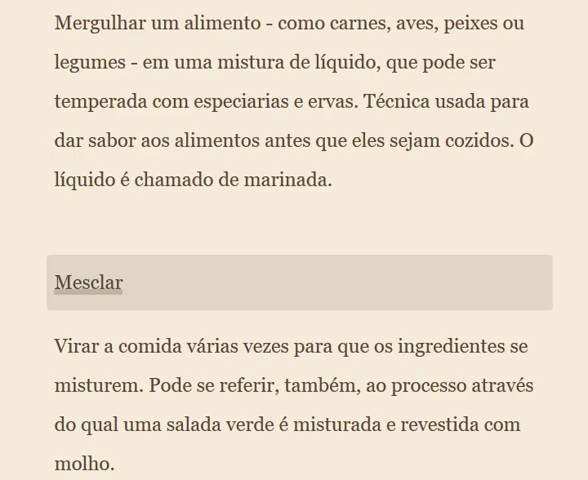 Mergulhar um alimento - como carnes, aves, peixes ou
legumes - em uma mistura de líquido, que pode ser
temperada com especiarias e ervas. Técnica usada para
dar sabor aos alimentos antes que eles sejam cozidos. O
líquido é chamado de marinada.
Mesclar
Virar a comida várias vezes para que os ingredientes se
misturem. Pode se referir, também, ao processo através
do qual uma salada verde é misturada e revestida com
molho.